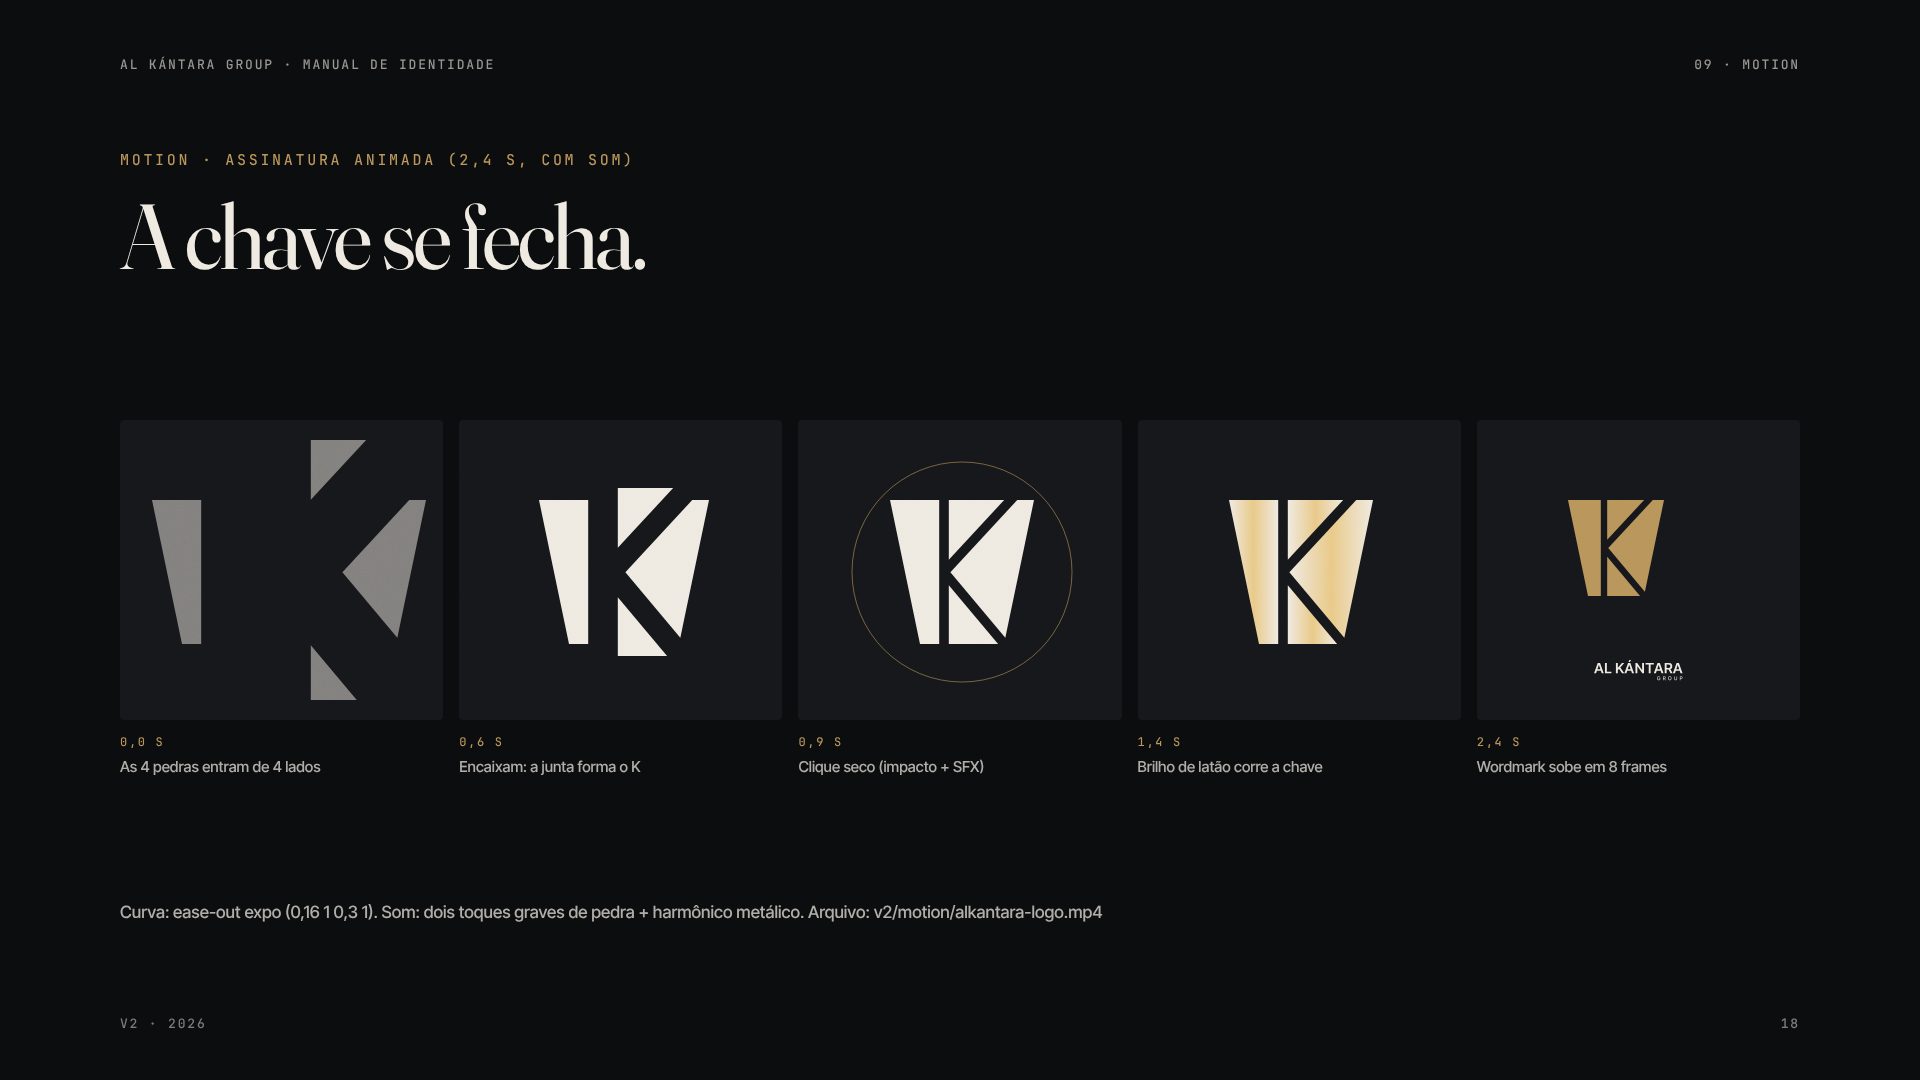 AL KÁNTARA GROUP · MANUAL DE IDENTIDADE
09 · MOTION
MOTION · ASSINATURA ANIMADA (2,4 S, COM SOM)
A chave se fecha.
AL KÁNTARA
GROUP
0,0 S
As 4 pedras entram de 4 lados
0,6 S
Encaixam: a junta forma o K
0,9 S
Clique seco (impacto + SFX)
1,4 S
Brilho de latão corre a chave
2,4 S
Wordmark sobe em 8 frames
Curva: ease-out expo (0,16 1 0,3 1). Som: dois toques graves de pedra + harmônico metálico. Arquivo: v2/motion/alkantara-logo.mp4
V2 · 2026
18